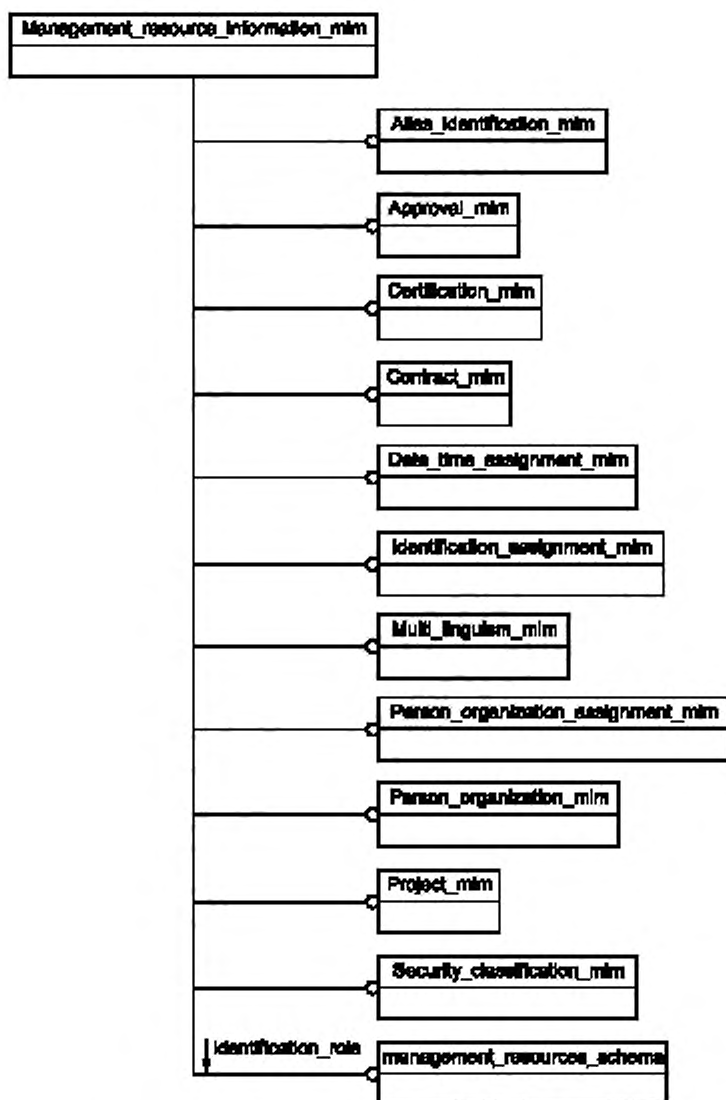 Management_resource_information_mim
Alias_identification_mim
Approval_mim
Certification_mim
Contract_mim
Date_time_assignment_mim
Identification_assignment_mim
Multi_linguism_mim
Person_organization_assignment_mim
Person_organization_mim
Project_mim
Security_classification_mim
identification_role
management_resources_schema